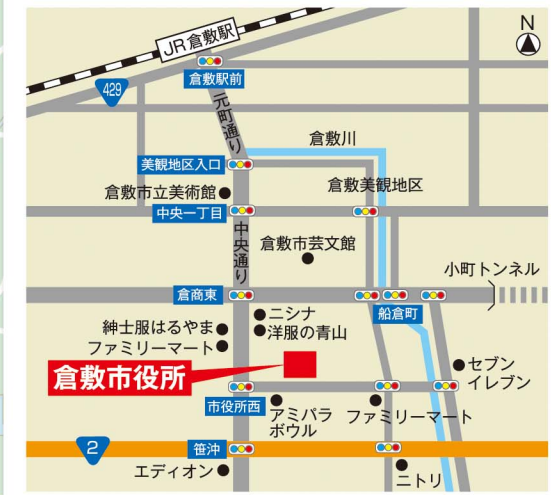 N
JR倉敷駅
倉敷駅前
429
元町通り
倉敷川
美観地区入口
倉敷市立美術館
倉敷美観地区
中央一丁目
中央通り
倉敷市芸文館
小町トンネル
倉商東
船倉町
ニシナ
紳士服はるやま
洋服の青山
ファミリーマート
倉敷市役所
セブン
イレブン
市役所西
アミパラ
ボウル
ファミリーマート
2
笹沖
エディオン
ニトリ